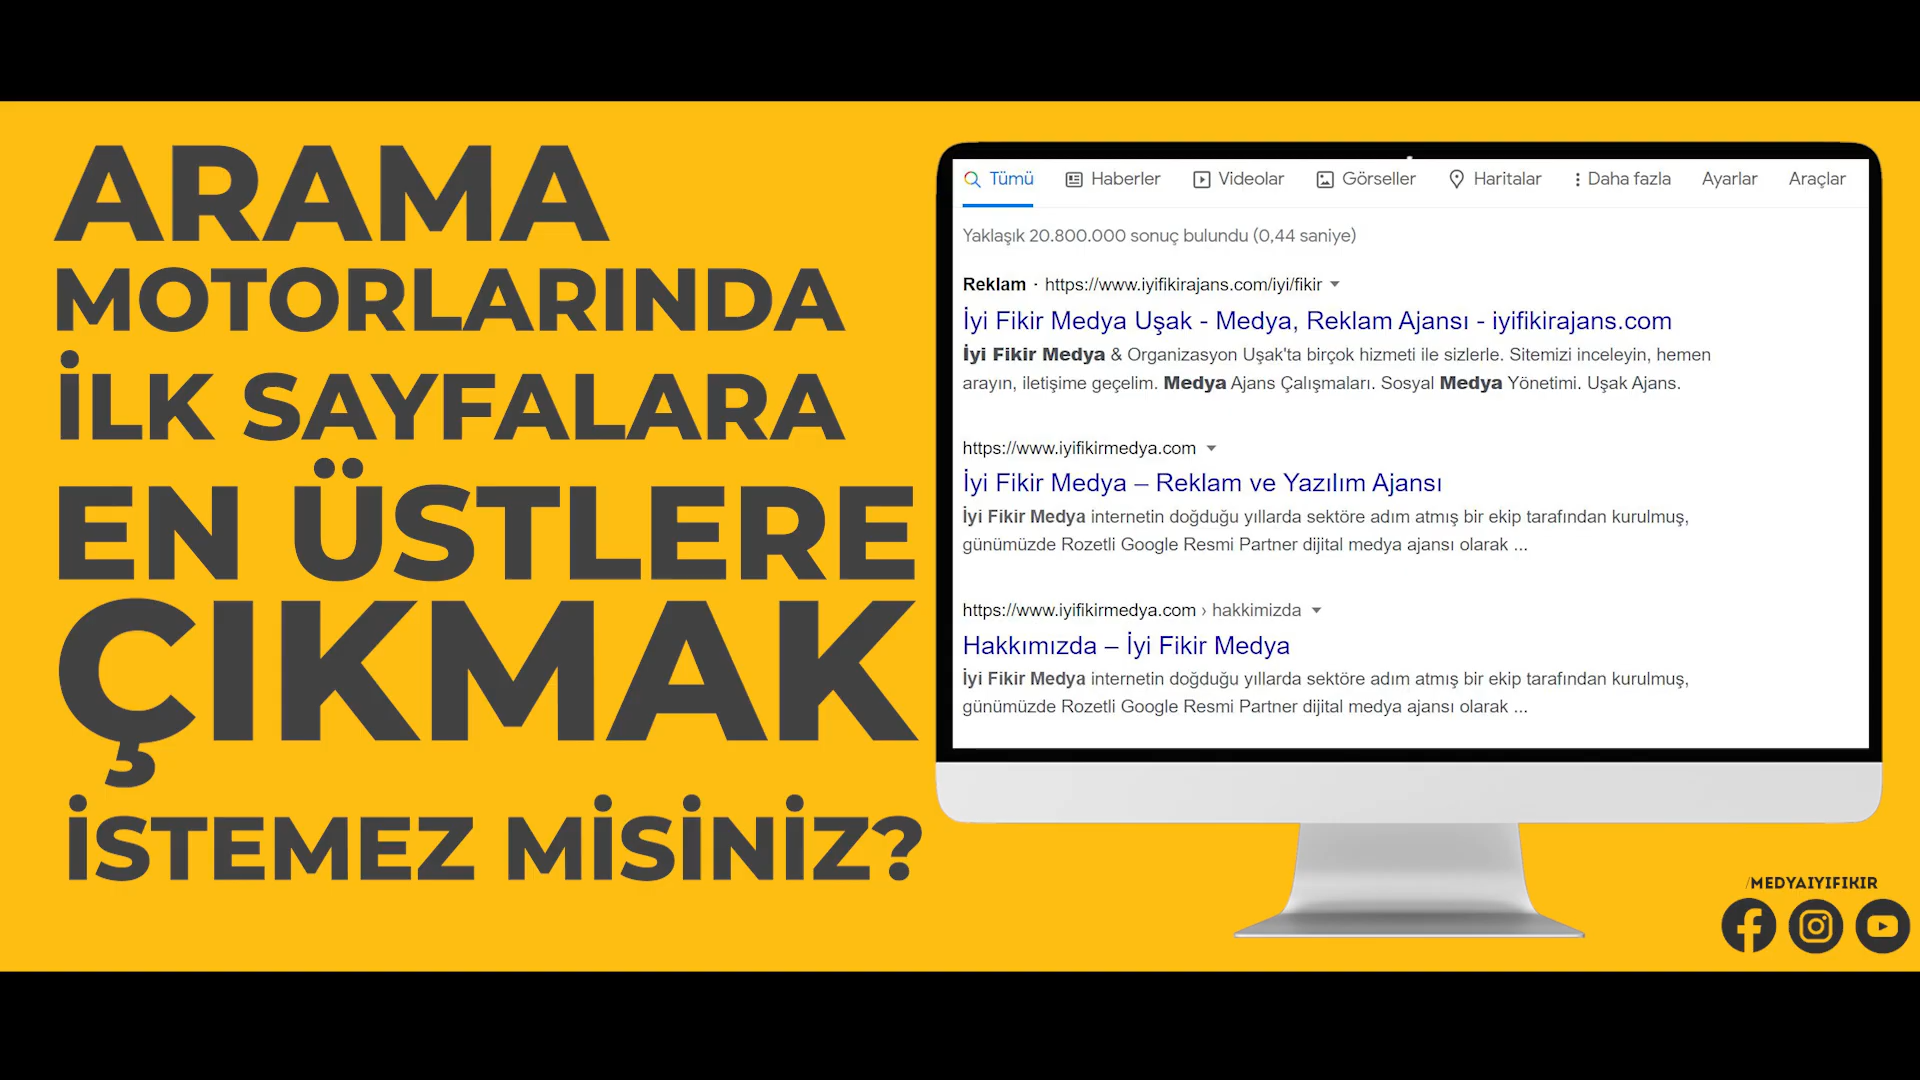 ARAMA
MOTORLARINDA
İLK SAYFALARA
EN ÜSTLERE
ÇIKMAK
İSTEMEZ MİSİNİZ?
Tümü Haberler Videolar Görseller Haritalar Daha fazla Ayarlar Araçlar
Yaklaşık 20.800.000 sonuç bulundu (0,44 saniye)
Reklam · https://www.iyifikirajans.com/iyi/fikir
İyi Fikir Medya Uşak - Medya, Reklam Ajansı - iyifikirajans.com
İyi Fikir Medya & Organizasyon Uşak'ta birçok hizmeti ile sizlerle. Sitemizi inceleyin, hemen
arayın, iletişime geçelim. Medya Ajans Çalışmaları. Sosyal Medya Yönetimi. Uşak Ajans.
https://www.iyifikirmedya.com
İyi Fikir Medya – Reklam ve Yazılım Ajansı
İyi Fikir Medya internetin doğduğu yıllarda sektöre adım atmış bir ekip tarafından kurulmuş,
günümüzde Rozetli Google Resmi Partner dijital medya ajansı olarak ...
https://www.iyifikirmedya.com › hakkimizda
Hakkımızda – İyi Fikir Medya
İyi Fikir Medya internetin doğduğu yıllarda sektöre adım atmış bir ekip tarafından kurulmuş,
günümüzde Rozetli Google Resmi Partner dijital medya ajansı olarak ...
/MEDYAIYIFIKIR